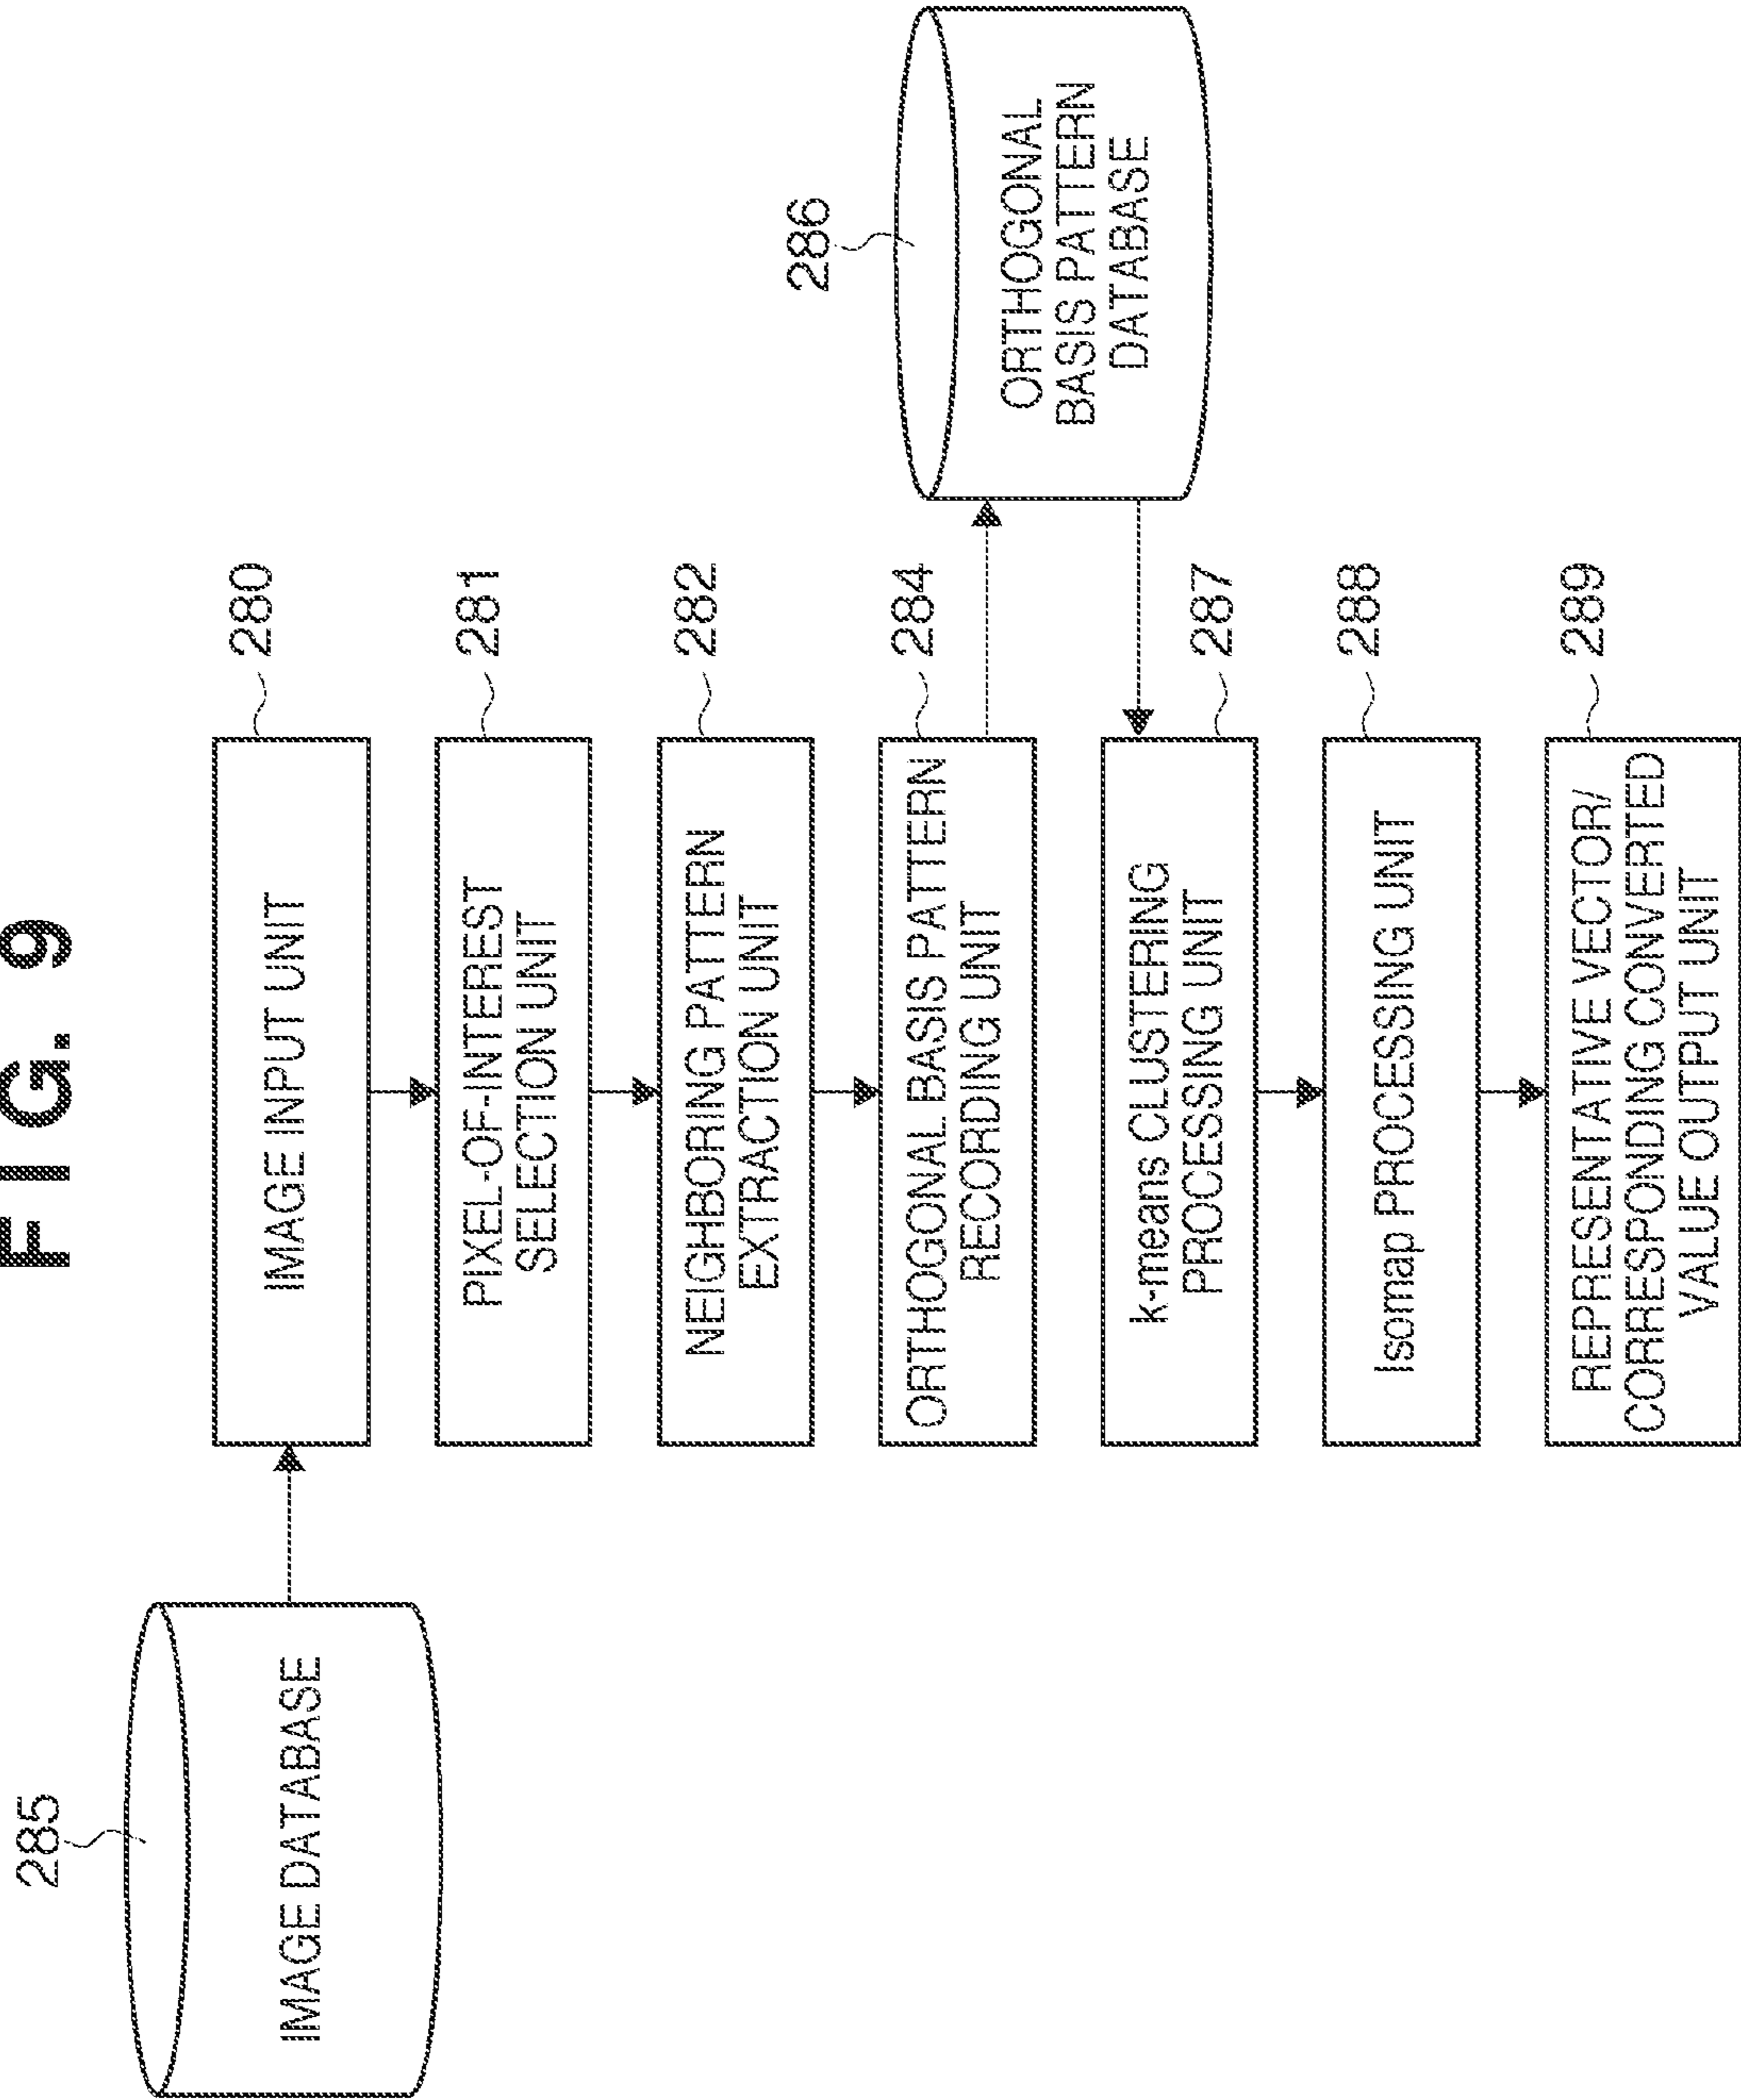 FIG. 9
285
IMAGE DATABASE
IMAGE INPUT UNIT
280
PIXEL-OF-INTEREST
SELECTION UNIT
281
NEIGHBORING PATTERN
EXTRACTION UNIT
282
ORTHOGONAL BASIS PATTERN
RECORDING UNIT
284
286
ORTHOGONAL
BASIS PATTERN
DATABASE
k-means CLUSTERING
PROCESSING UNIT
287
Isomap PROCESSING UNIT
288
REPRESENTATIVE VECTOR/
CORRESPONDING CONVERTED
VALUE OUTPUT UNIT
289